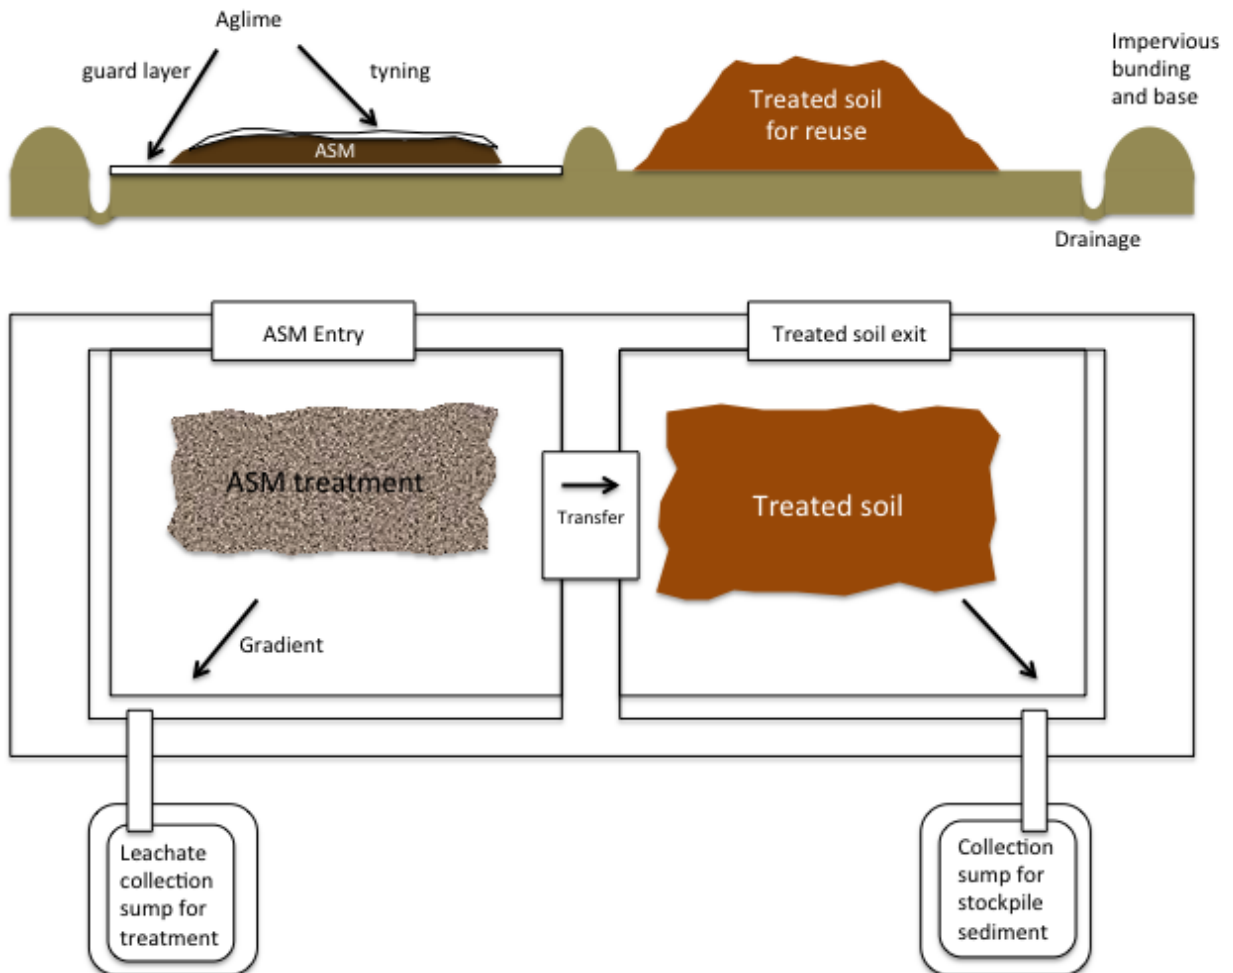 Aglime
guard layer
tyning
Impervious
bunding
and base
Treated soil
for reuse
ASM
Drainage
ASM Entry
Treated soil exit
ASM treatment
Transfer
Treated soil
Gradient
Leachate
collection
sump for
treatment
Collection
sump for
stockpile
sediment